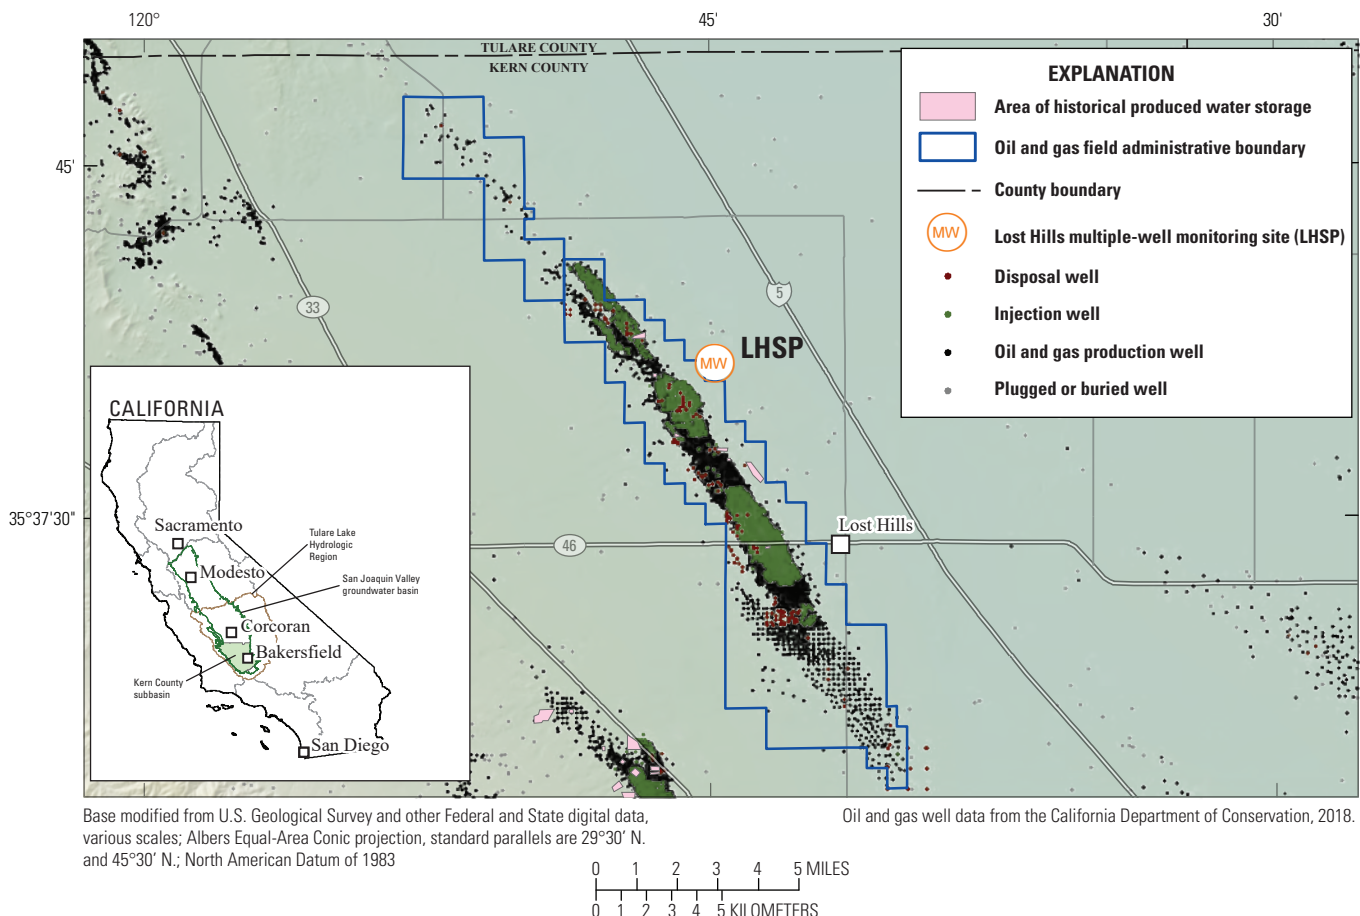 120°
45'
30'
TULARE COUNTY
KERN COUNTY
EXPLANATION
Area of historical produced water storage
Oil and gas field administrative boundary
County boundary
MW
Lost Hills multiple-well monitoring site (LHSP)
Disposal well
Injection well
Oil and gas production well
Plugged or buried well
45'
5
33
MW
LHSP
35°37'30"
46
Lost Hills
CALIFORNIA
Sacramento
Tulare Lake
Hydrologic
Region
Modesto
San Joaquin Valley
groundwater basin
Corcoran
Bakersfield
Kern County
subbasin
San Diego
Base modified from U.S. Geological Survey and other Federal and State digital data,
various scales; Albers Equal-Area Conic projection, standard parallels are 29°30' N.
and 45°30' N.; North American Datum of 1983
Oil and gas well data from the California Department of Conservation, 2018.
0 1 2 3 4 5 MILES
0 1 2 3 4 5 KILOMETERS